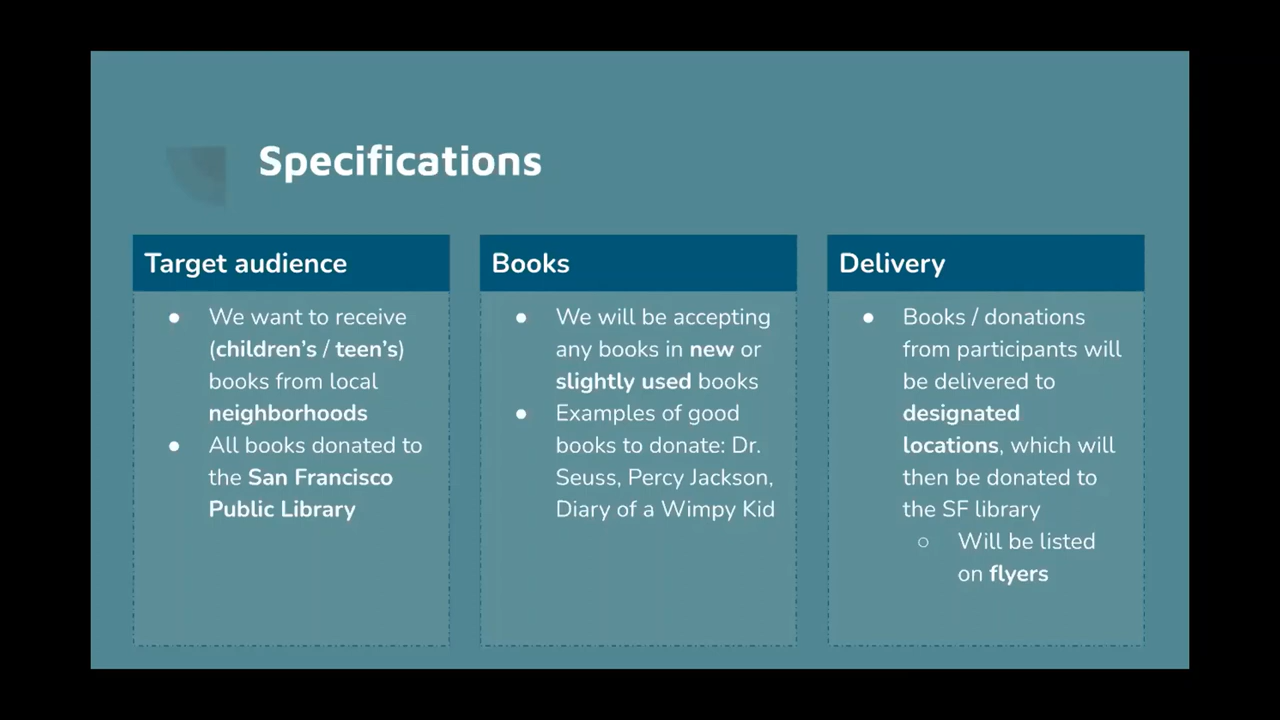 Specifications
Target audience
● We want to receive
(children's / teen's)
books from local
neighborhoods
● All books donated to
the San Francisco
Public Library
Books
● We will be accepting
any books in new or
slightly used books
● Examples of good
books to donate: Dr.
Seuss, Percy Jackson,
Diary of a Wimpy Kid
Delivery
● Books / donations
from participants will
be delivered to
designated
locations, which will
then be donated to
the SF library
○ Will be listed
on flyers